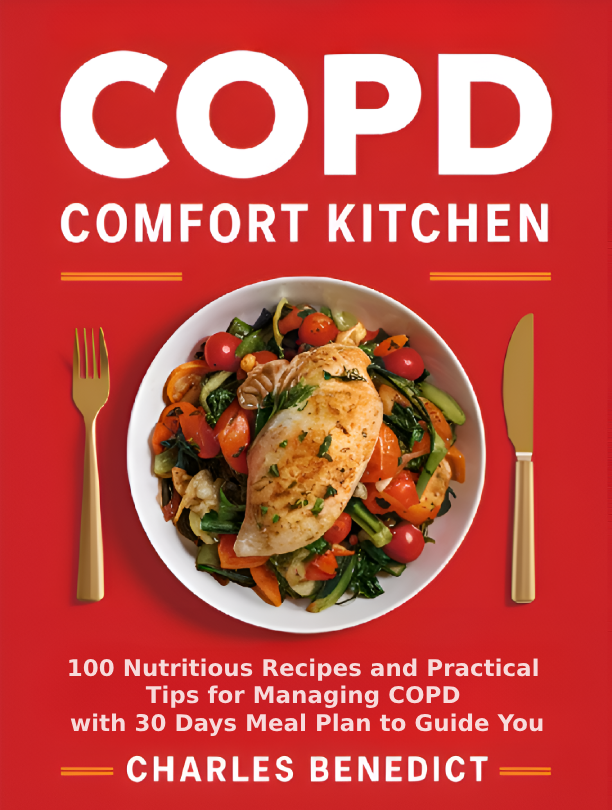 COPD
COMFORT KITCHEN
100 Nutritious Recipes and Practical
Tips for Managing COPD
with 30 Days Meal Plan to Guide You
CHARLES BENEDICT